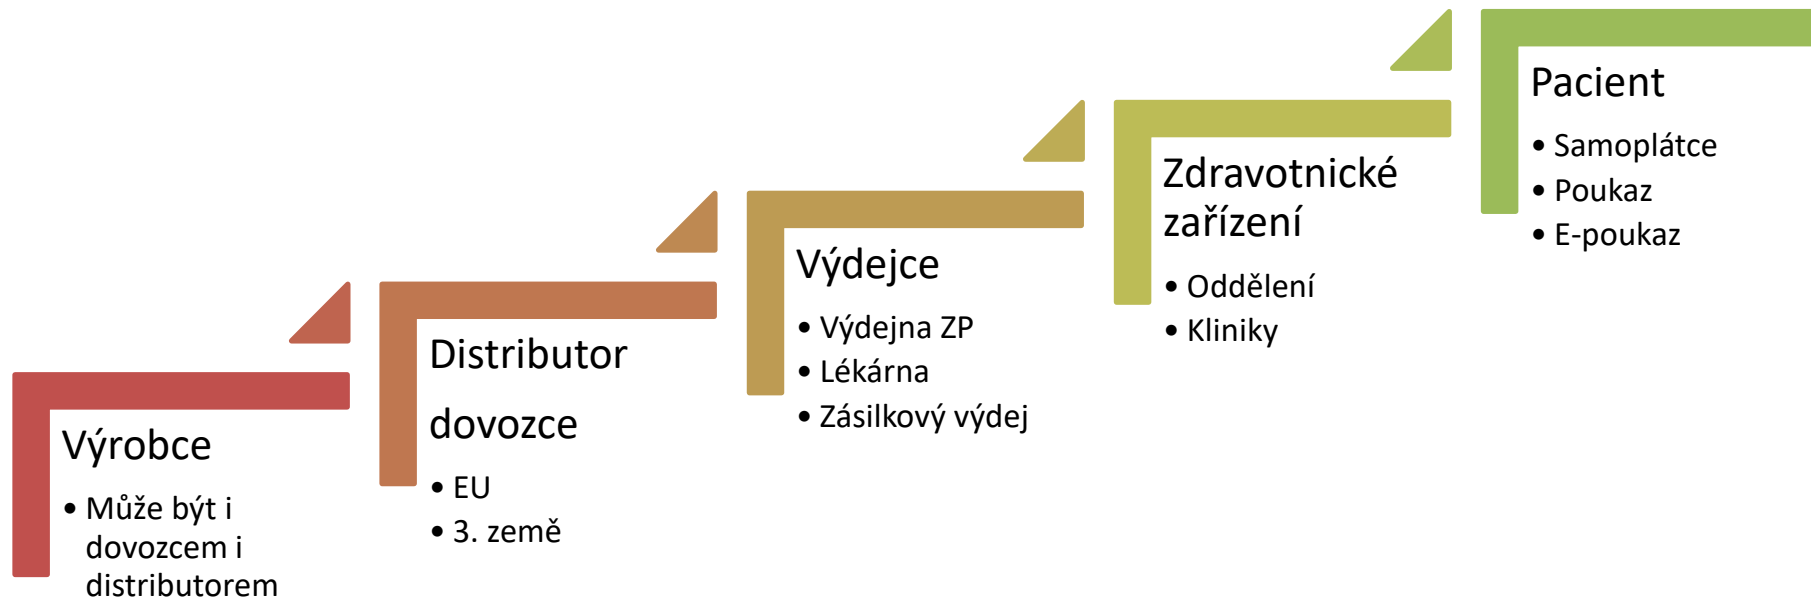 Výrobce
• Může být i
dovozcem i
distributorem
Distributor
dovozce
• EU
• 3. země
Výdejce
• Výdejna ZP
• Lékárna
• Zásilkový výdej
Zdravotnické
zařízení
• Oddělení
• Kliniky
Pacient
• Samoplátce
• Poukaz
• E-poukaz